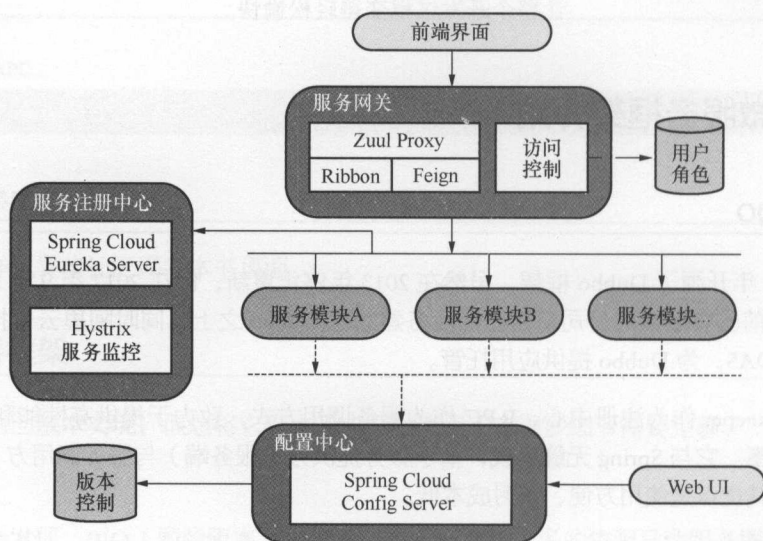 前端界面
服务网关
Zuul Proxy
Ribbon
Feign
访问
控制
用户
角色
服务注册中心
Spring Cloud
Eureka Server
Hystrix
服务监控
服务模块A
服务模块B
服务模块...
配置中心
Spring Cloud
Config Server
版本
控制
Web UI